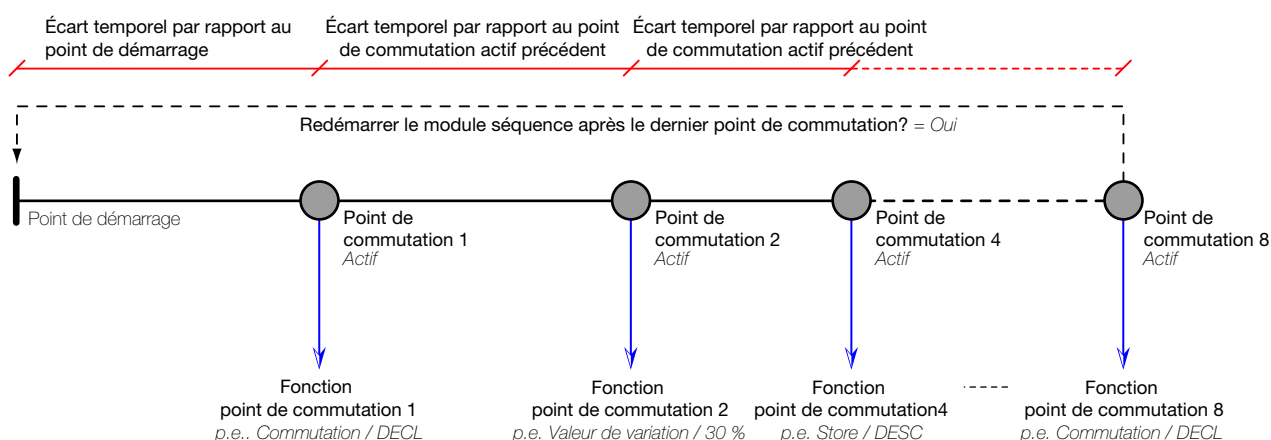 Écart temporel par rapport au
point de démarrage
Écart temporel par rapport au point
de commutation actif précédent
Écart temporel par rapport au point
de commutation actif précédent
Redémarrer le module séquence après le dernier point de commutation? = Oui
Point de démarrage
Point de
commutation 1
Actif
Point de
commutation 2
Actif
Point de
commutation 4
Actif
Point de
commutation 8
Actif
Fonction
point de commutation 1
p.e.. Commutation / DECL
Fonction
point de commutation 2
p.e. Valeur de variation / 30 %
Fonction
point de commutation4
p.e. Store / DESC
Fonction
point de commutation 8
p.e. Commutation / DECL